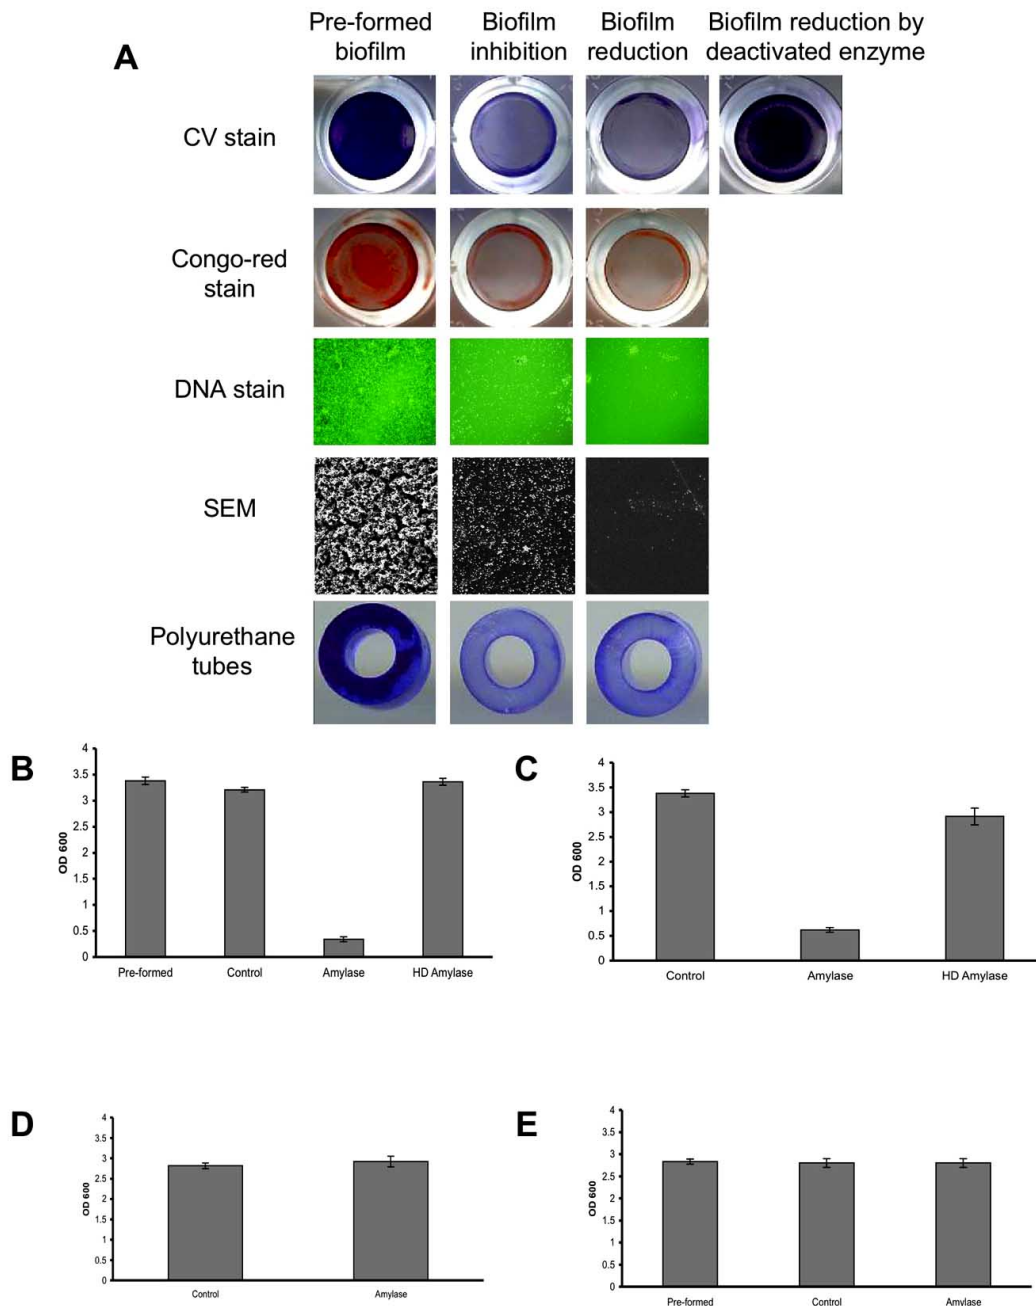 A
Pre-formed biofilm
Biofilm inhibition
Biofilm reduction
Biofilm reduction by deactivated enzyme
CV stain
Congo-red stain
DNA stain
SEM
Polyurethane tubes
B
OD 600
4
3.5
3
2.5
2
1.5
1
0.5
0
Pre-formed
Control
Amylase
HD Amylase
C
OD 600
4
3.5
3
2.5
2
1.5
1
0.5
0
Control
Amylase
HD Amylase
D
OD 600
4
3.5
3
2.5
2
1.5
1
0.5
0
Control
Amylase
E
OD 600
4
3.5
3
2.5
2
1.5
1
0.5
0
Pre-formed
Control
Amylase